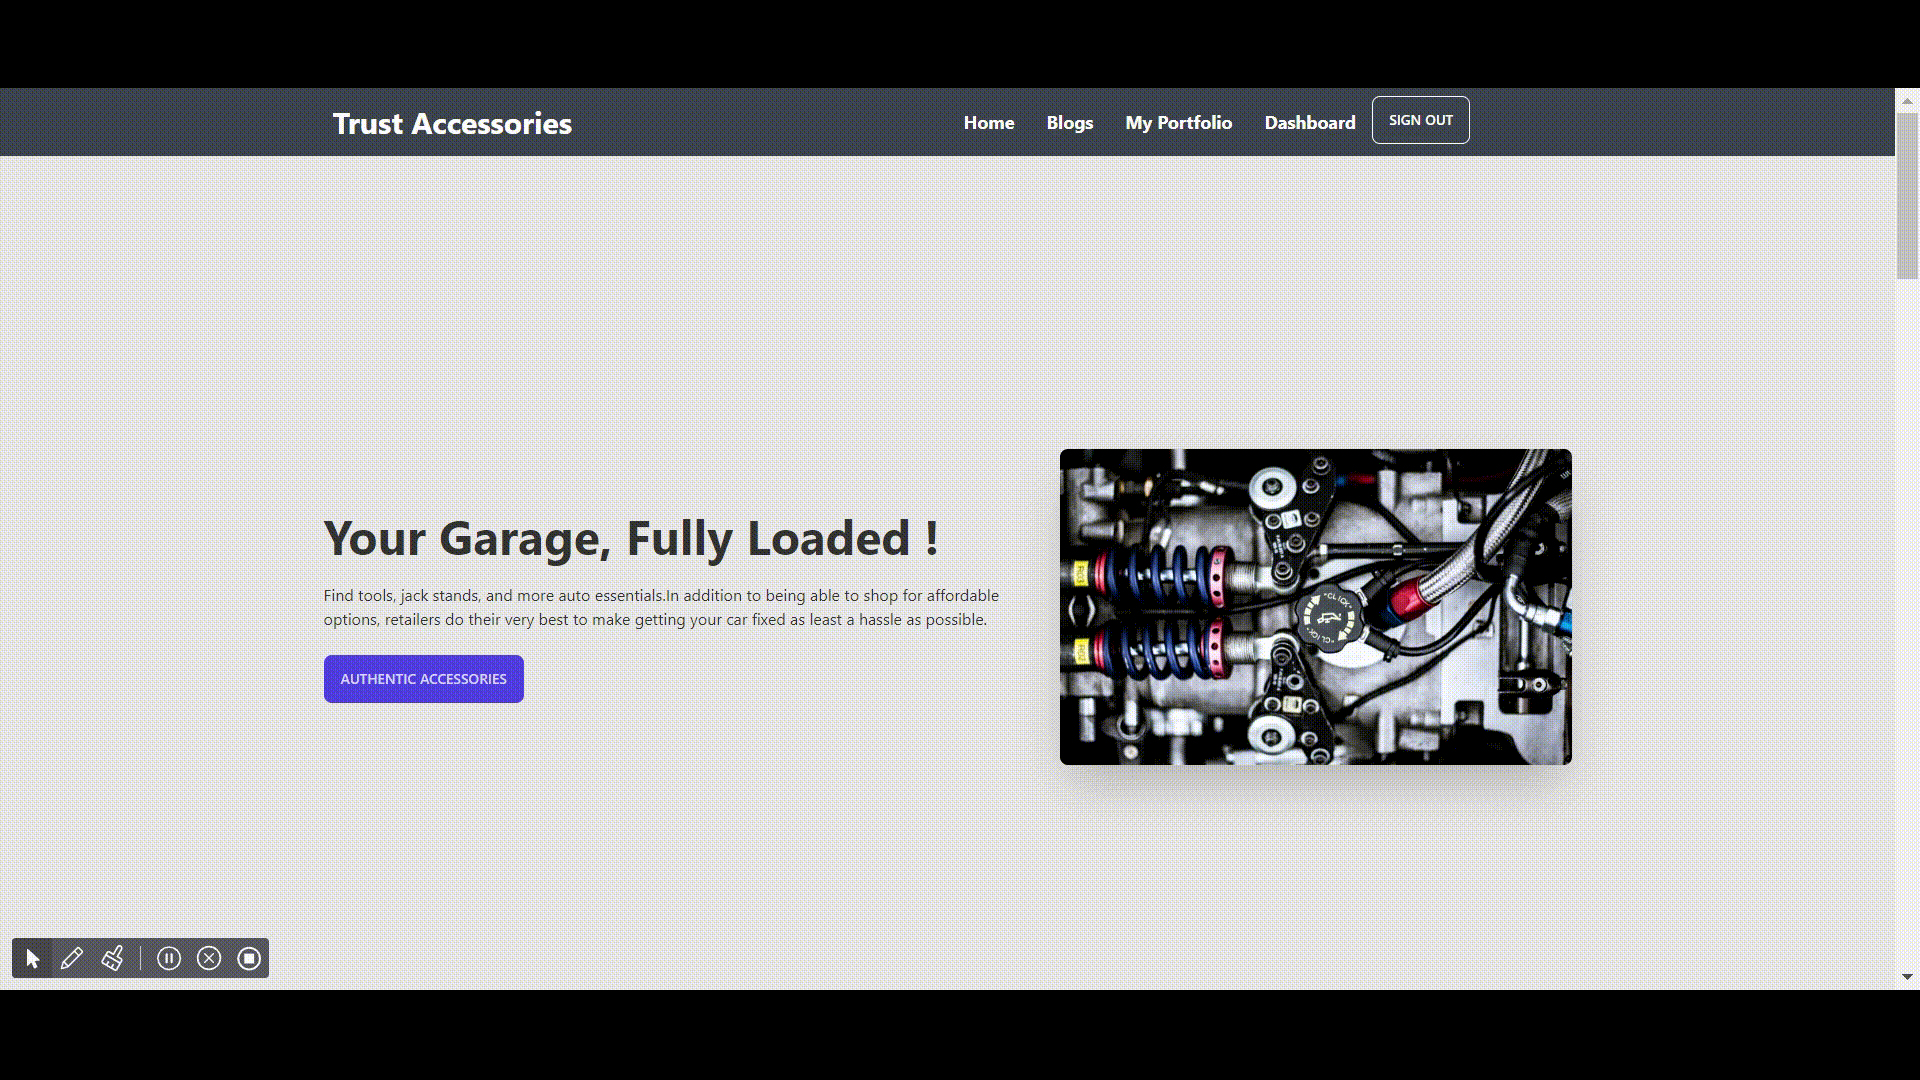 Trust Accessories
Home Blogs My Portfolio Dashboard SIGN OUT
Your Garage, Fully Loaded !
Find tools, jack stands, and more auto essentials.In addition to being able to shop for affordable
options, retailers do their very best to make getting your car fixed as least a hassle as possible.
AUTHENTIC ACCESSORIES
"CLICK"
"CLICK"